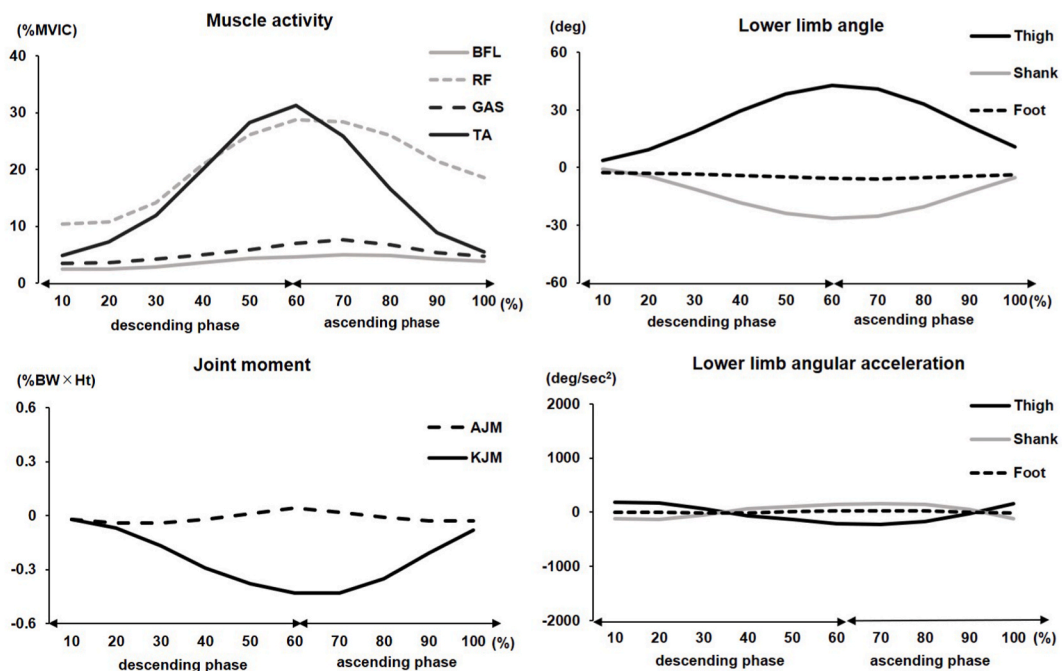 Muscle activity
(%MVIC)
40
30
20
10
0
BFL
RF
GAS
TA
10 20 30 40 50 60 70 80 90 100 (%)
descending phase ascending phase
Lower limb angle
(deg)
60
30
0
-30
-60
Thigh
Shank
Foot
10 20 30 40 50 60 70 80 90 100 (%)
descending phase ascending phase
Joint moment
(%BW×Ht)
0.6
0.3
0
-0.3
-0.6
AJM
KJM
10 20 30 40 50 60 70 80 90 100 (%)
descending phase ascending phase
Lower limb angular acceleration
(deg/sec²)
2000
1000
0
-1000
-2000
Thigh
Shank
Foot
10 20 30 40 50 60 70 80 90 100 (%)
descending phase ascending phase